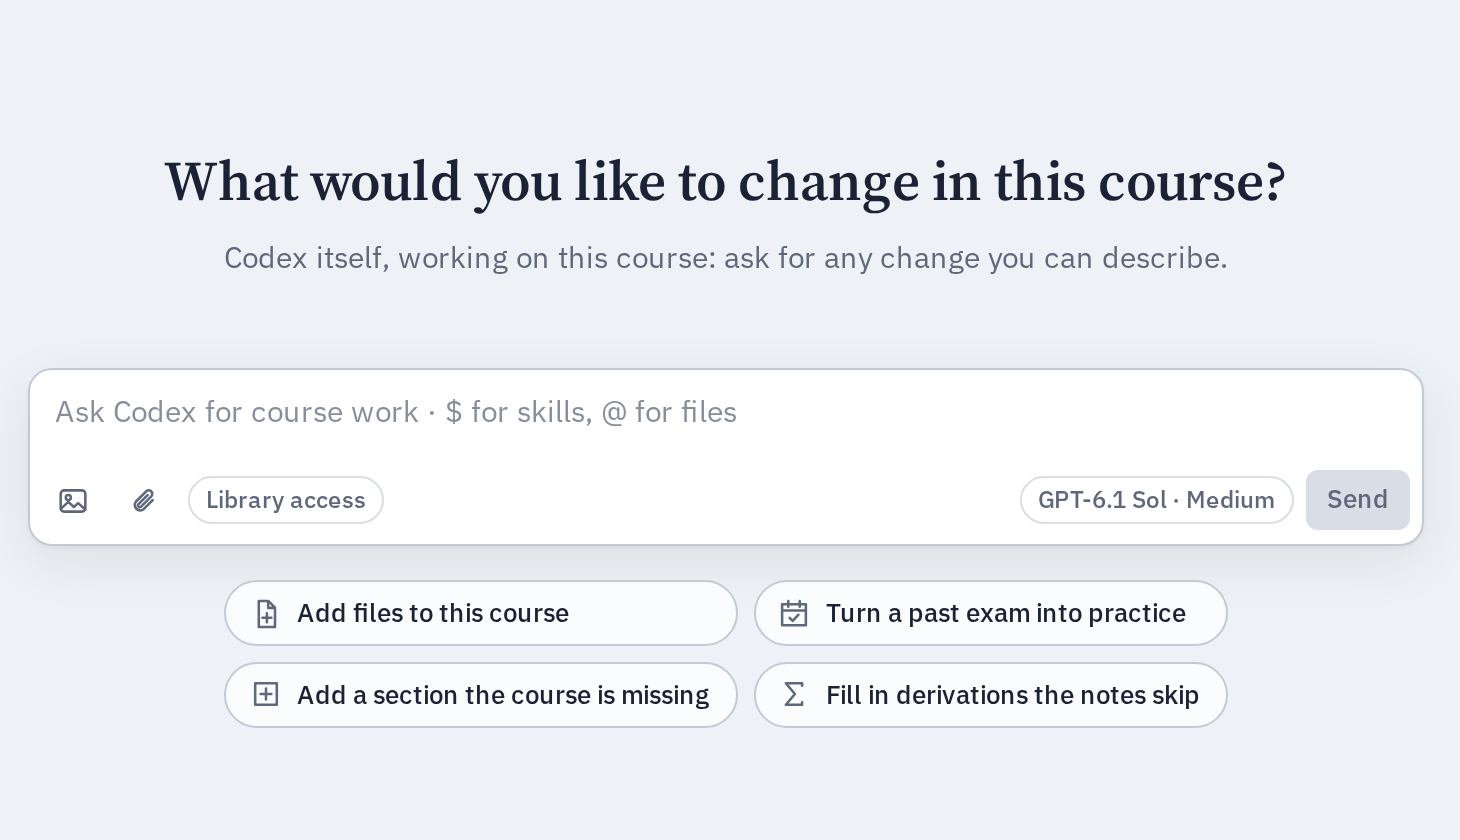 What would you like to change in this course?
Codex itself, working on this course: ask for any change you can describe.
Ask Codex for course work · $ for skills, @ for files
Library access
GPT-6.1 Sol · Medium
Send
Add files to this course
Turn a past exam into practice
Add a section the course is missing
Fill in derivations the notes skip